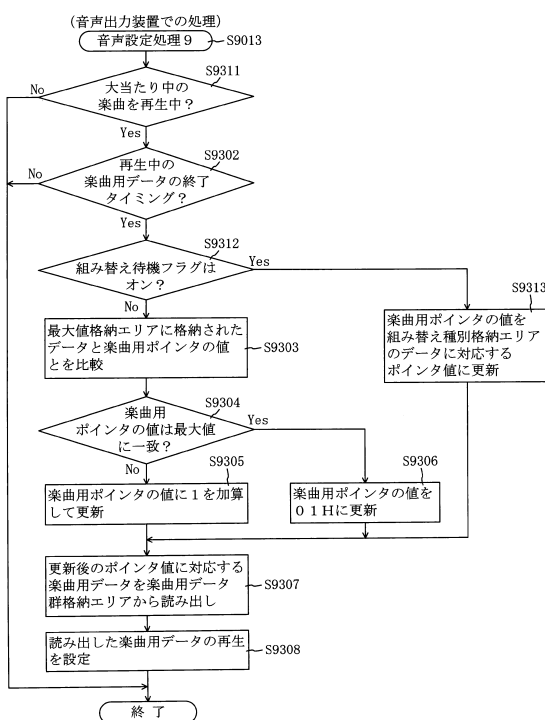 (音声出力装置での処理)
音声設定処理9
S9013
S9311
大当たり中の
楽曲を再生中？
No
Yes
S9302
再生中の
楽曲用データの終了
タイミング？
No
Yes
S9312
組み替え待機フラグは
オン？
Yes
No
S9313
楽曲用ポインタの値を
組み替え種別格納エリア
のデータに対応する
ポインタ値に更新
最大値格納エリアに格納された
データと楽曲用ポインタの値
とを比較
S9303
S9304
楽曲用
ポインタの値は最大値
に一致？
Yes
No
S9305
楽曲用ポインタの値に1を加算
して更新
S9306
楽曲用ポインタの値を
01Hに更新
更新後のポインタ値に対応する
楽曲用データを楽曲用データ
群格納エリアから読み出し
S9307
読み出した楽曲用データの再生
を設定
S9308
終了